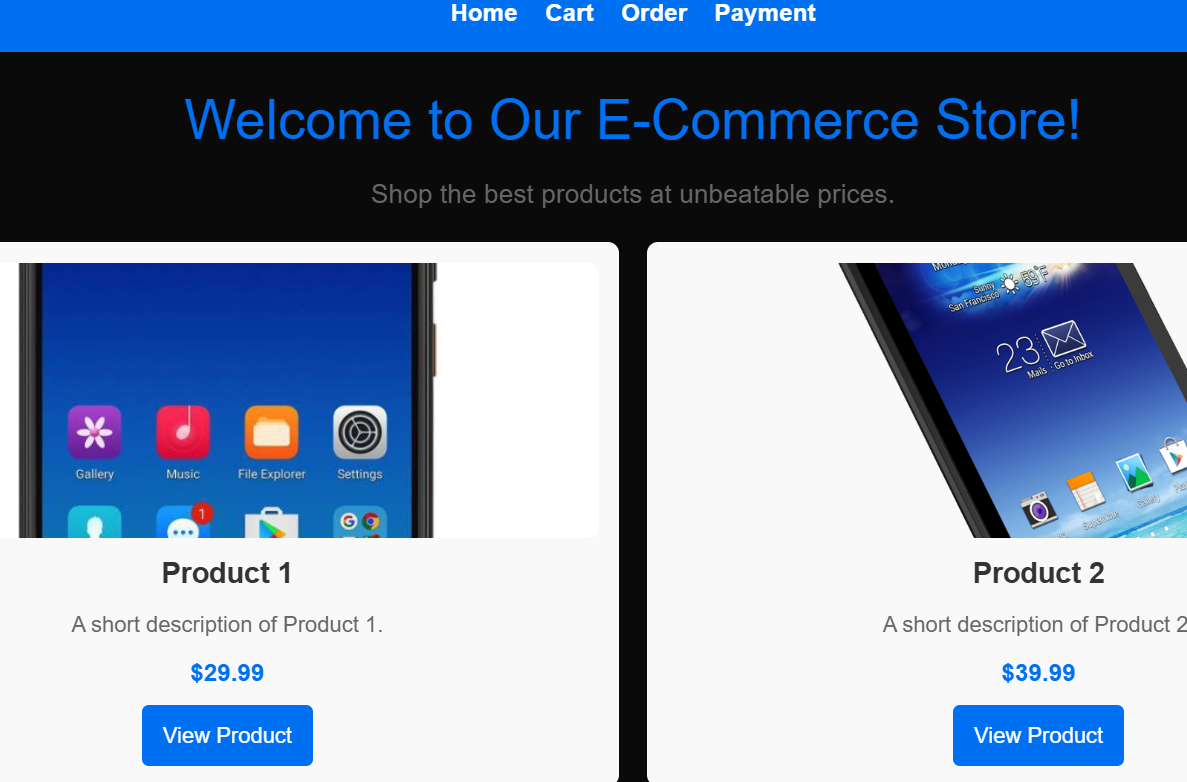 Home Cart Order Payment
Welcome to Our E-Commerce Store!
Shop the best products at unbeatable prices.
Gallery Music File Explorer Settings
1
Sunny
San Francisco
59°F
23
Mails
Go to Inbox
SuperNote
Gallery
Product 1
A short description of Product 1.
$29.99
View Product
Product 2
A short description of Product 2
$39.99
View Product